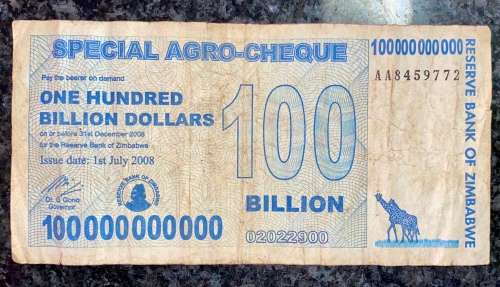 SPECIAL AGRO-CHEQUE
100000000000
AA8459772
Pay the bearer on demand
ONE HUNDRED
BILLION DOLLARS
on or before 31st December 2008
for the Reserve Bank of Zimbabwe
Issue date: 1st July 2008
Dr. G Gono
Governor
RESERVE BANK OF ZIMBABWE
100
BILLION
100000000000
02022900
RESERVE BANK OF ZIMBABWE